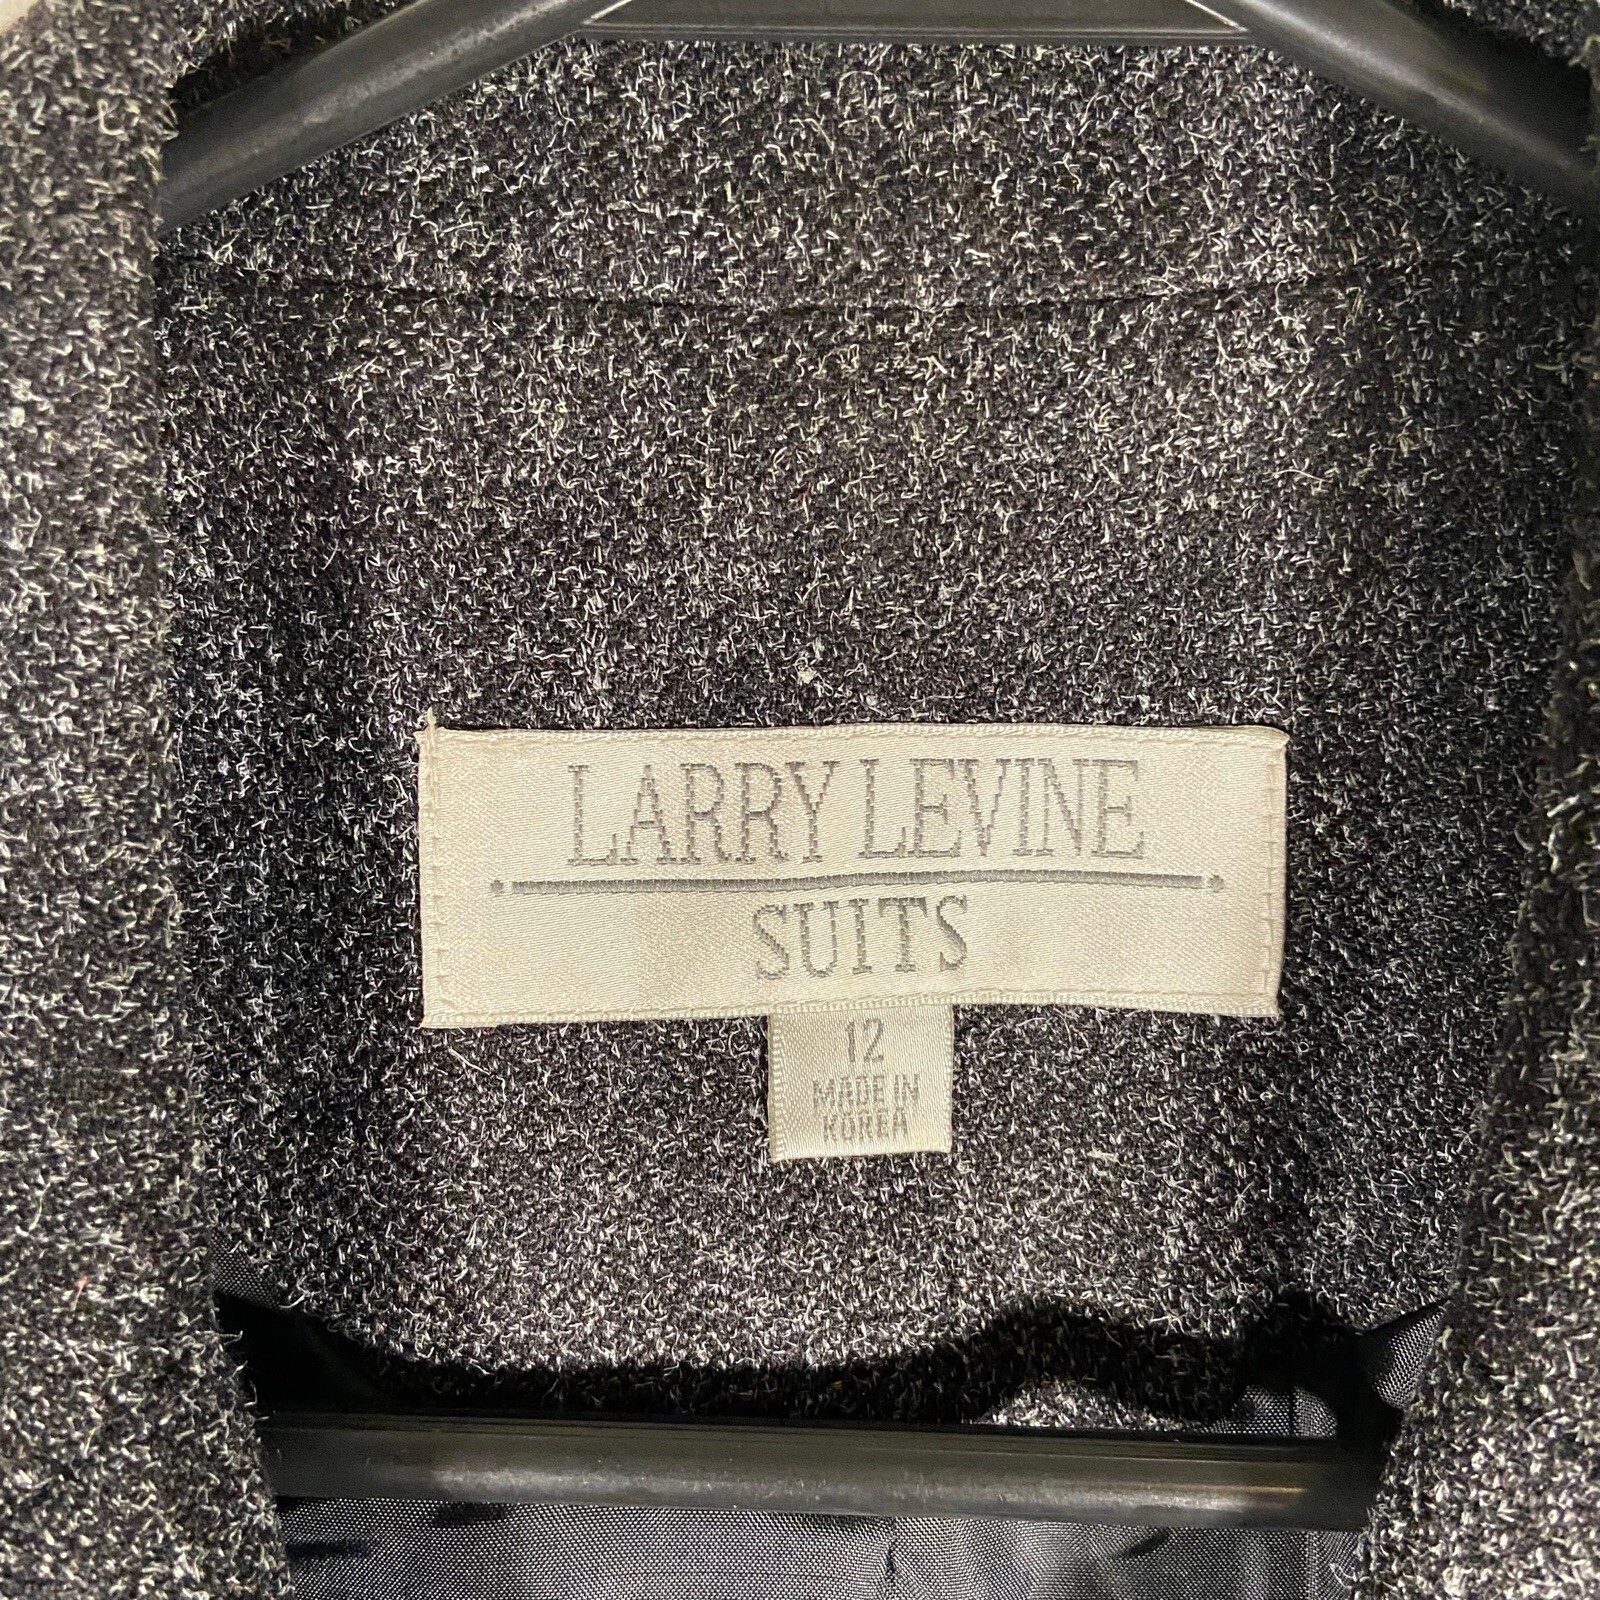 LARRY LEVINE
SUITS
12
MADE IN
KOREA